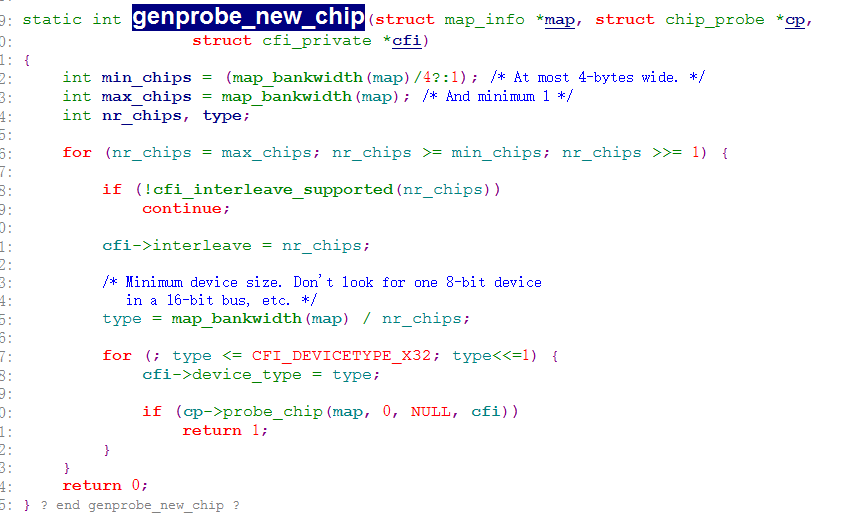 9: static int genprobe_new_chip(struct map_info *map, struct chip_probe *cp,
0: struct cfi_private *cfi)
1: {
2: int min_chips = (map_bankwidth(map)/4?:1); /* At most 4-bytes wide. */
3: int max_chips = map_bankwidth(map); /* And minimum 1 */
4: int nr_chips, type;
5:
6: for (nr_chips = max_chips; nr_chips >= min_chips; nr_chips >>= 1) {
7:
8: if (!cfi_interleave_supported(nr_chips))
9: continue;
0:
1: cfi->interleave = nr_chips;
2:
3: /* Minimum device size. Don't look for one 8-bit device
4: in a 16-bit bus, etc. */
5: type = map_bankwidth(map) / nr_chips;
6:
7: for (; type <= CFI_DEVICETYPE_X32; type<<=1) {
8: cfi->device_type = type;
9:
0: if (cp->probe_chip(map, 0, NULL, cfi))
1: return 1;
2: }
3: }
4: return 0;
5: } ? end genprobe_new_chip ?